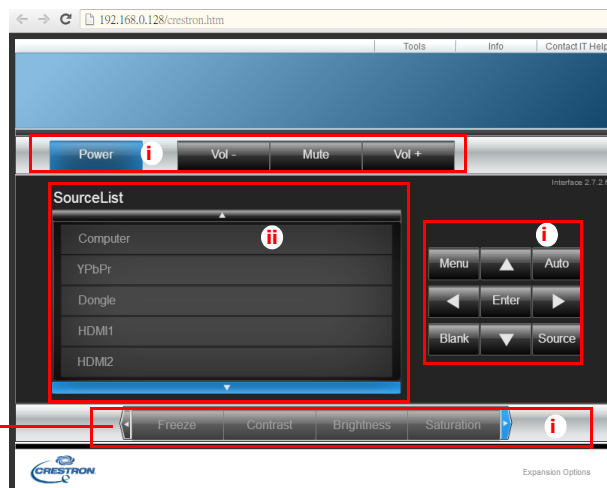 192.168.0.128/crestron.htm
Tools Info Contact IT Help
Power i Vol - Mute Vol +
Interface 2.7.2.6
SourceList
ii
i
Computer
YPbPr
Dongle
HDMI1
HDMI2
Menu Auto
Enter
Blank Source
Freeze Contrast Brightness Saturation i
CRESTRON
Expansion Options